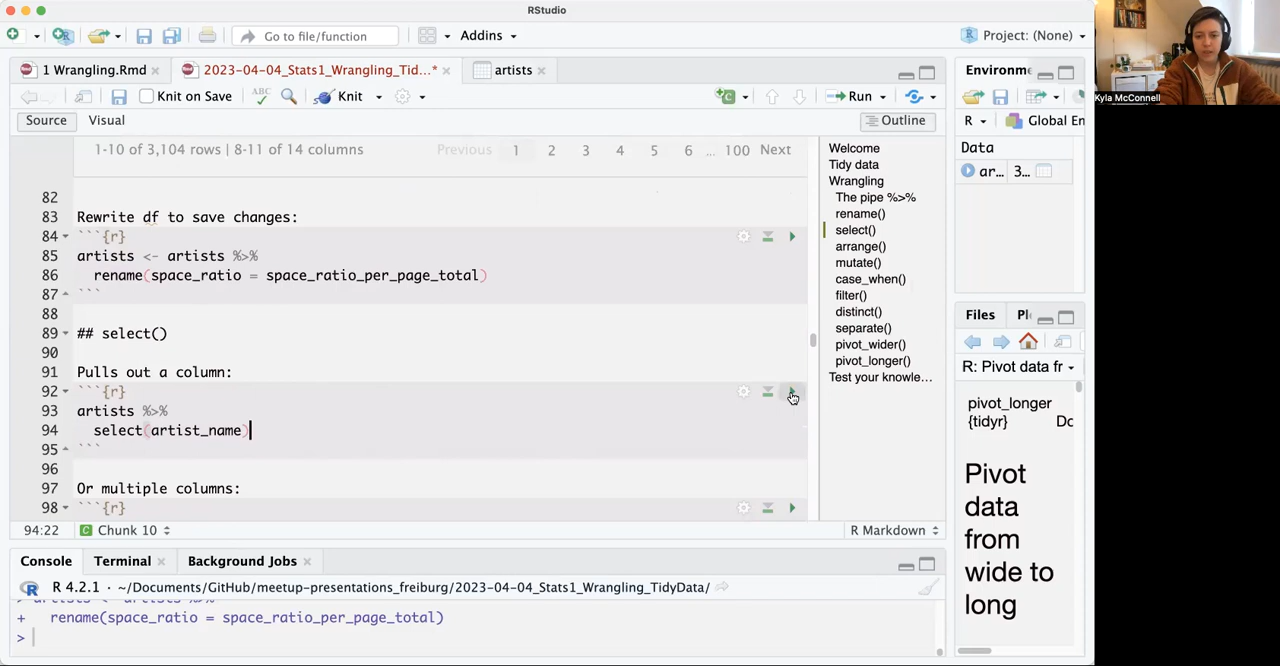 RStudio
Go to file/function
Addins
Project: (None)
1 Wrangling.Rmd
2023-04-04_Stats1_Wrangling_Tid...*
artists
Knit on Save
ABC
Knit
Run
Source
Visual
Outline
1-10 of 3,104 rows | 8-11 of 14 columns
Previous 1 2 3 4 5 6 ... 100 Next
82
83 Rewrite df to save changes:
84 ```{r}
85 artists <- artists %>%
86 rename(space_ratio = space_ratio_per_page_total)
87 ```
88
89 ## select()
90
91 Pulls out a column:
92 ```{r}
93 artists %>%
94 select(artist_name)
95 ```
96
97 Or multiple columns:
98 ```{r}
94:22
Chunk 10
R Markdown
Welcome
Tidy data
Wrangling
The pipe %>%
rename()
select()
arrange()
mutate()
case_when()
filter()
distinct()
separate()
pivot_wider()
pivot_longer()
Test your knowle...
Console
Terminal
Background Jobs
R 4.2.1 · ~/Documents/GitHub/meetup-presentations_freiburg/2023-04-04_Stats1_Wrangling_TidyData/
> artists <- artists %>%
+ rename(space_ratio = space_ratio_per_page_total)
>
Environme
R
Global En
Data
ar... 3...
Files
Pl
R: Pivot data fr
pivot_longer
{tidyr} Dc
Pivot
data
from
wide to
long
Kyla McConnell